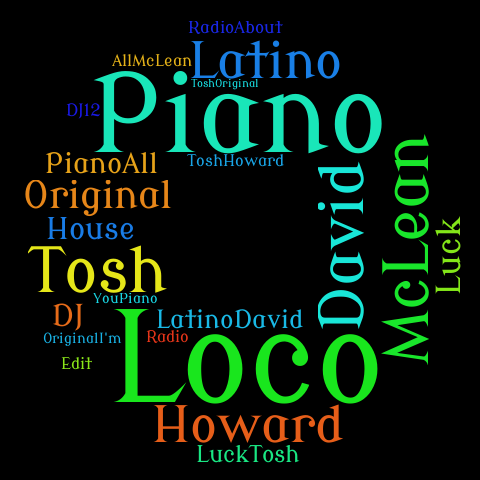 RadioAbout
Latino
AllMcLean
ToshOriginal
Piano
DJ12
ToshHoward
PianoAll
McLean
David
Original
Luck
House
Tosh
YouPiano
DJ
LatinoDavid
OriginalI'm
Radio
Loco
Edit
Howard
LuckTosh